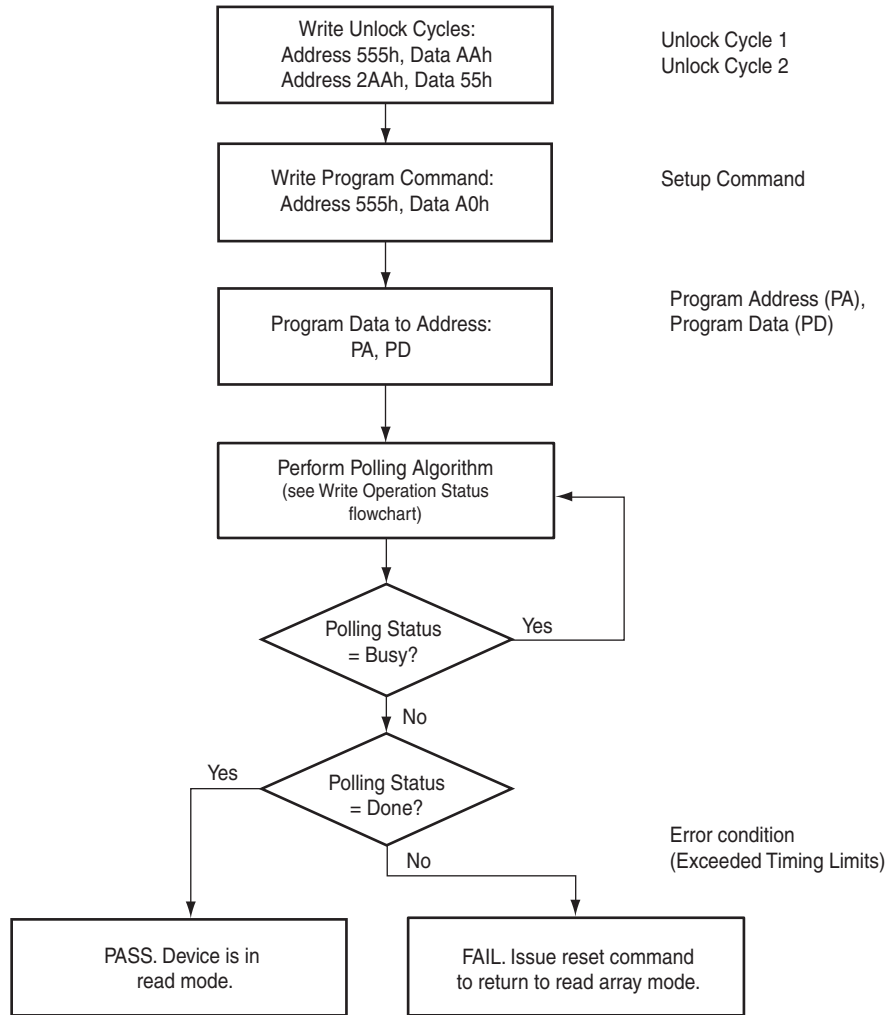 Write Unlock Cycles:
Address 555h, Data AAh
Address 2AAh, Data 55h
Unlock Cycle 1
Unlock Cycle 2
Write Program Command:
Address 555h, Data A0h
Setup Command
Program Data to Address:
PA, PD
Program Address (PA),
Program Data (PD)
Perform Polling Algorithm
(see Write Operation Status
flowchart)
Polling Status
= Busy?
Yes
No
Polling Status
= Done?
Yes
No
Error condition
(Exceeded Timing Limits)
PASS. Device is in
read mode.
FAIL. Issue reset command
to return to read array mode.